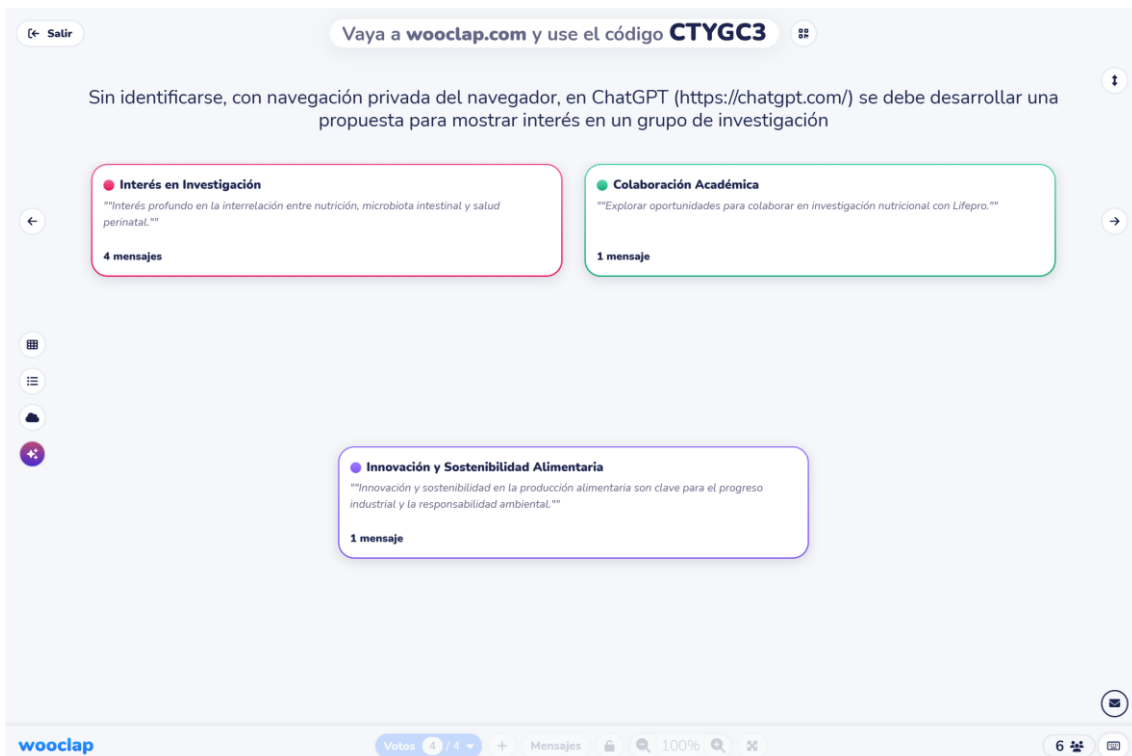 Salir
Vaya a wooclap.com y use el código CTYGC3
Sin identificarse, con navegación privada del navegador, en ChatGPT (https://chatgpt.com/) se debe desarrollar una
propuesta para mostrar interés en un grupo de investigación
Interés en Investigación
""Interés profundo en la interrelación entre nutrición, microbiota intestinal y salud
perinatal.""
4 mensajes
Colaboración Académica
""Explorar oportunidades para colaborar en investigación nutricional con Lifepro.""
1 mensaje
Innovación y Sostenibilidad Alimentaria
""Innovación y sostenibilidad en la producción alimentaria son clave para el progreso
industrial y la responsabilidad ambiental.""
1 mensaje
wooclap
Votos 4 / 4
+ Mensajes
100%
6